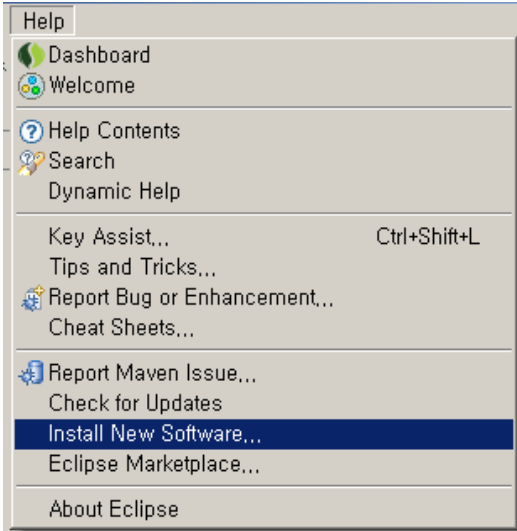 Help
Dashboard
Welcome
Help Contents
Search
Dynamic Help
Key Assist... Ctrl+Shift+L
Tips and Tricks...
Report Bug or Enhancement...
Cheat Sheets...
Report Maven Issue...
Check for Updates
Install New Software...
Eclipse Marketplace...
About Eclipse